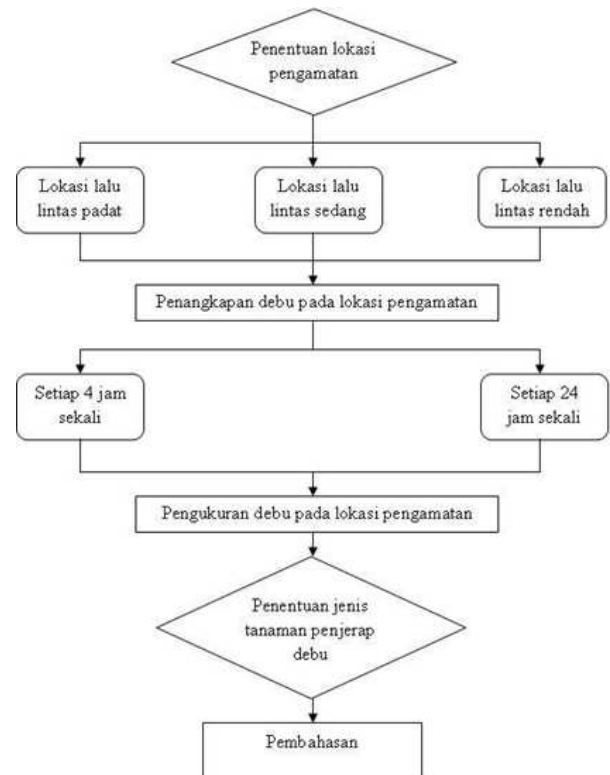 Penentuan lokasi
pengamatan
Lokasi lalu
lintas padat
Lokasi lalu
lintas sedang
Lokasi lalu
lintas rendah
Penangkapan debu pada lokasi pengamatan
Setiap 4 jam
sekali
Setiap 24
jam sekali
Pengukuran debu pada lokasi pengamatan
Penentuan jenis
tanaman penjerap
debu
Pembahasan